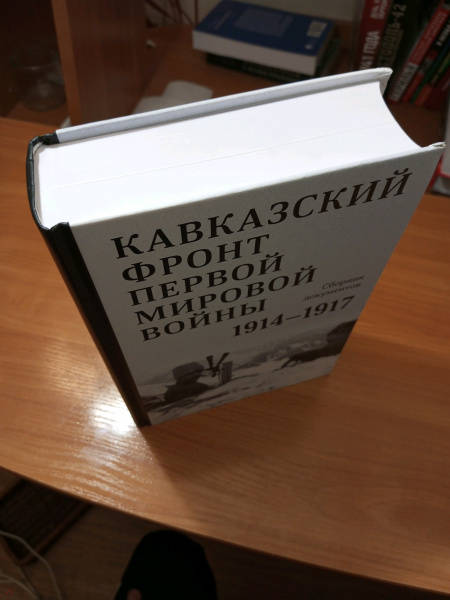 КАВКАЗСКИЙ
ФРОНТ
ПЕРВОЙ
МИРОВОЙ
ВОЙНЫ
1914–1917
Сборник
документов